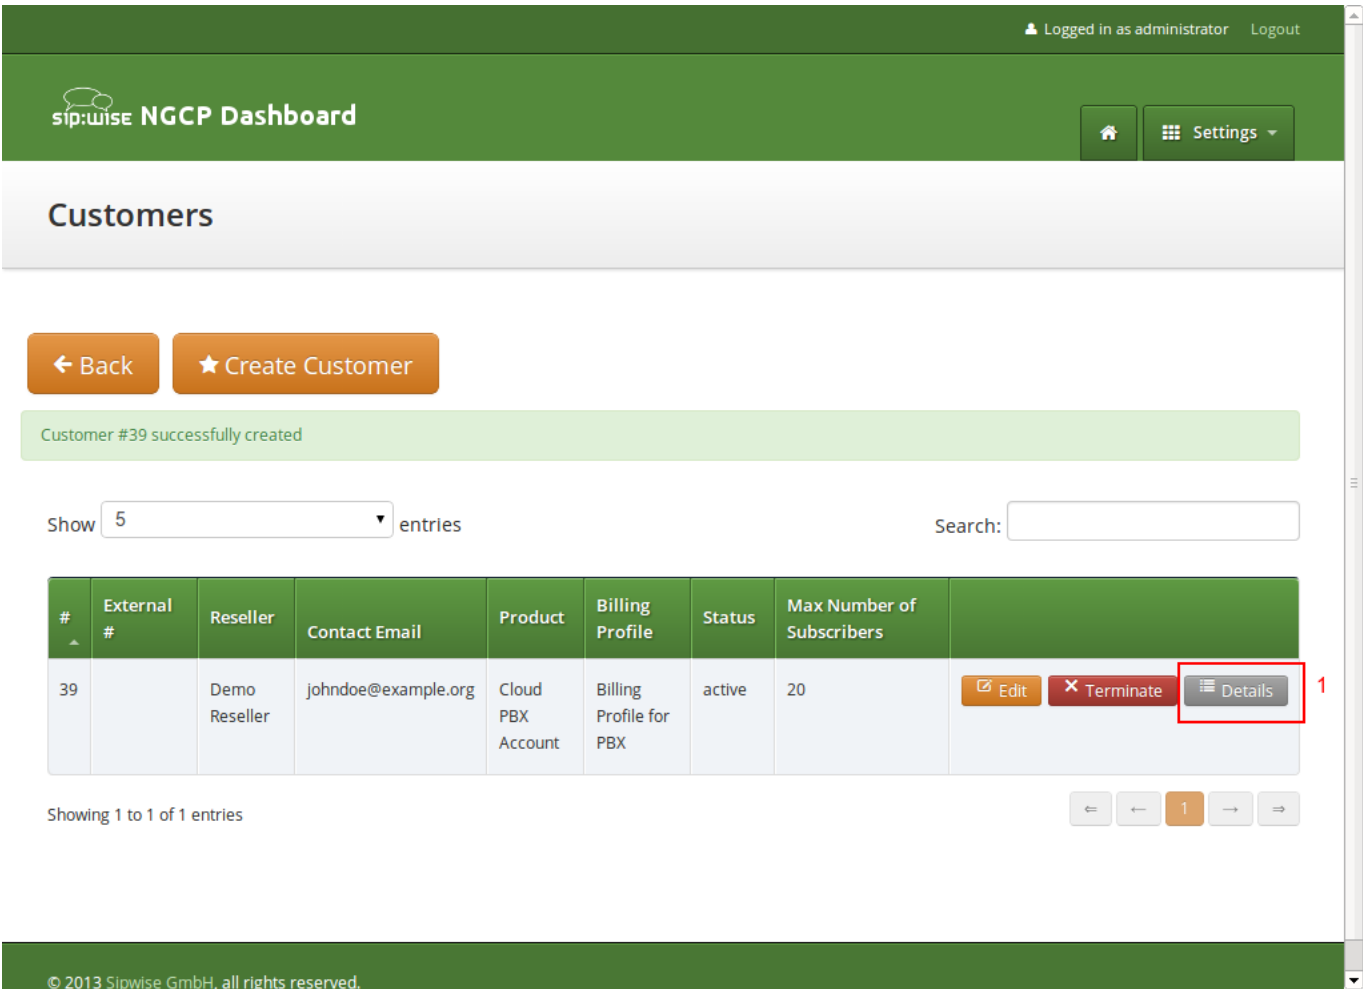 Logged in as administrator Logout
sip:wise NGCP Dashboard
Settings
Customers
Back Create Customer
Customer #39 successfully created
Show 5 entries Search:
# External # Reseller Contact Email Product Billing Profile Status Max Number of Subscribers
39 Demo Reseller johndoe@example.org Cloud PBX Account Billing Profile for PBX active 20 Edit Terminate Details 1
Showing 1 to 1 of 1 entries ⇐ ← 1 → ⇒
© 2013 Sipwise GmbH, all rights reserved.